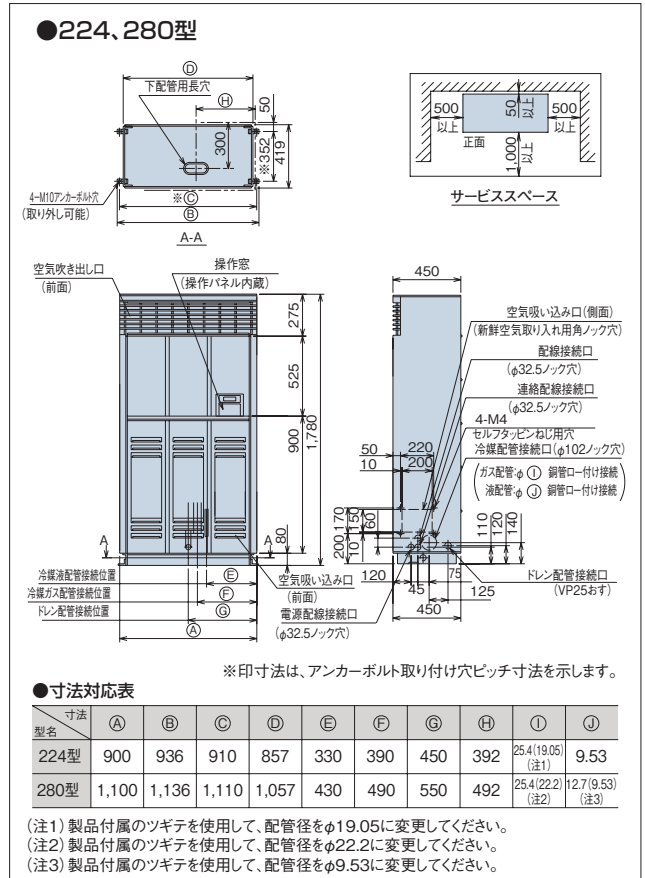 ●224、280型
Ⓓ
下配管用長穴
Ⓗ
50
300
※352
419
4-M10アンカーボルト穴
(取り外し可能)
※Ⓒ
Ⓑ
A-A
500
以上
50
以上
500
以上
正面
1,000
以上
サービススペース
空気吹き出し口
(前面)
操作窓
(操作パネル内蔵)
275
525
900
1,780
80
A
A
冷媒液配管接続位置
冷媒ガス配管接続位置
ドレン配管接続位置
Ⓔ
Ⓕ
Ⓖ
Ⓐ
空気吸い込み口
(前面)
電源配線接続口
(φ32.5ノック穴)
450
空気吸い込み口(側面)
(新鮮空気取り入れ用角ノック穴)
配線接続口
(φ32.5ノック穴)
連絡配線接続口
(φ32.5ノック穴)
4-M4
セルフタッピンねじ用穴
冷媒配管接続口(φ102ノック穴)
(ガス配管:φ Ⓘ 銅管ロー付け接続
液配管:φ Ⓙ 銅管ロー付け接続)
50
220
10
200
170
150
60
200
10
110
120
140
120
45
75
125
450
ドレン配管接続口
(VP25おす)
※印寸法は、アンカーボルト取り付け穴ピッチ寸法を示します。
●寸法対応表
型名 寸法 Ⓐ Ⓑ Ⓒ Ⓓ Ⓔ Ⓕ Ⓖ Ⓗ Ⓘ Ⓙ
224型 900 936 910 857 330 390 450 392 25.4(19.05)(注1) 9.53
280型 1,100 1,136 1,110 1,057 430 490 550 492 25.4(22.2)(注2) 12.7(9.53)(注3)
(注1) 製品付属のツギテを使用して、配管径をφ19.05に変更してください。
(注2) 製品付属のツギテを使用して、配管径をφ22.2に変更してください。
(注3) 製品付属のツギテを使用して、配管径をφ9.53に変更してください。